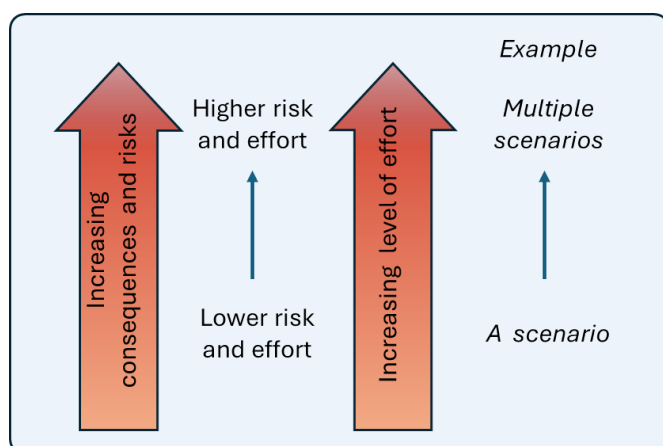 Increasing
consequences and risks
Higher risk
and effort
Lower risk
and effort
Increasing level of effort
Example
Multiple
scenarios
A scenario